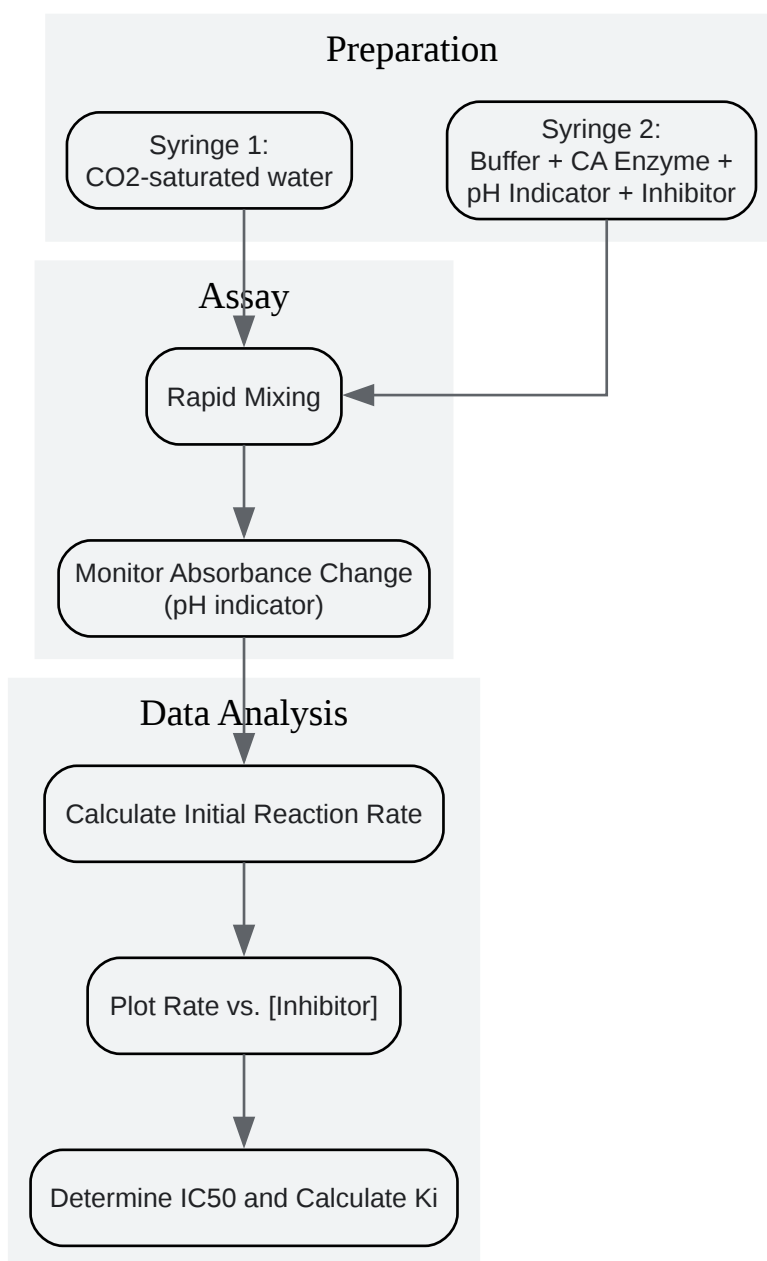 Preparation
Syringe 1:
CO2-saturated water
Syringe 2:
Buffer + CA Enzyme +
pH Indicator + Inhibitor
Assay
Rapid Mixing
Monitor Absorbance Change
(pH indicator)
Data Analysis
Calculate Initial Reaction Rate
Plot Rate vs. [Inhibitor]
Determine IC50 and Calculate Ki